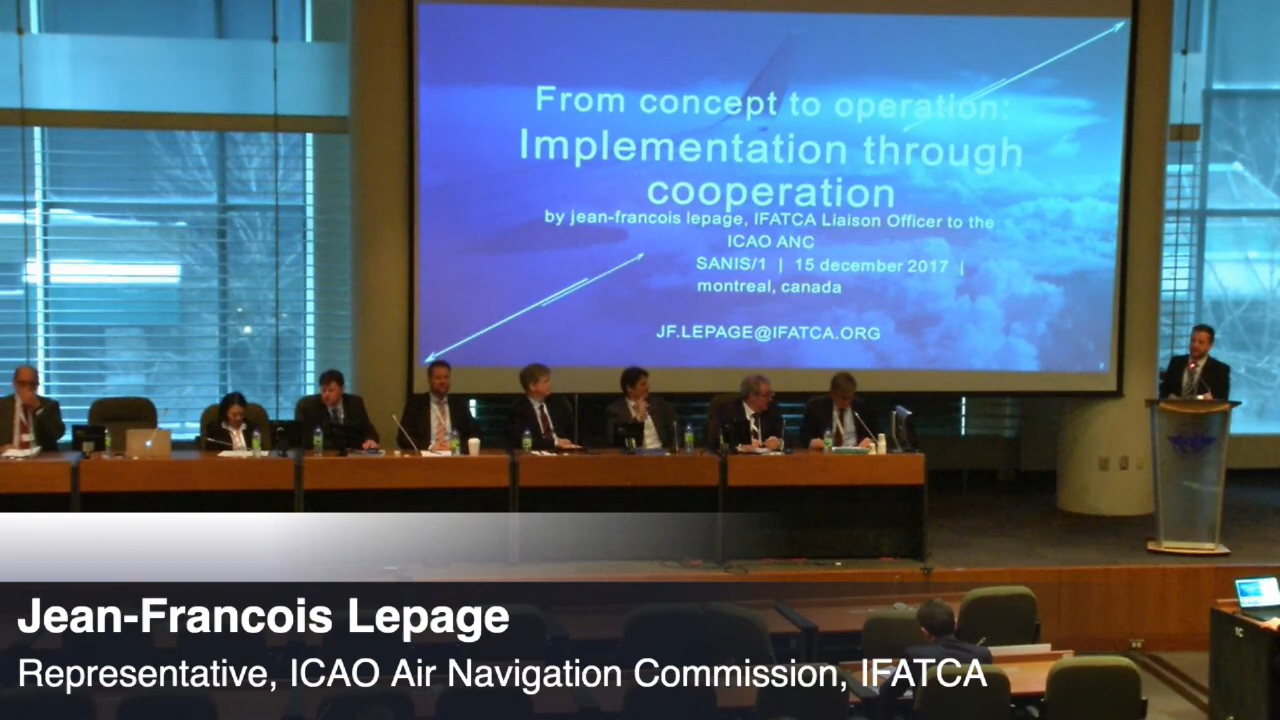 From concept to operation:
Implementation through
cooperation
by jean-francois lepage, IFATCA Liaison Officer to the
ICAO ANC
SANIS/1 | 15 december 2017 |
montreal, canada
JF.LEPAGE@IFATCA.ORG
Jean-Francois Lepage
Representative, ICAO Air Navigation Commission, IFATCA